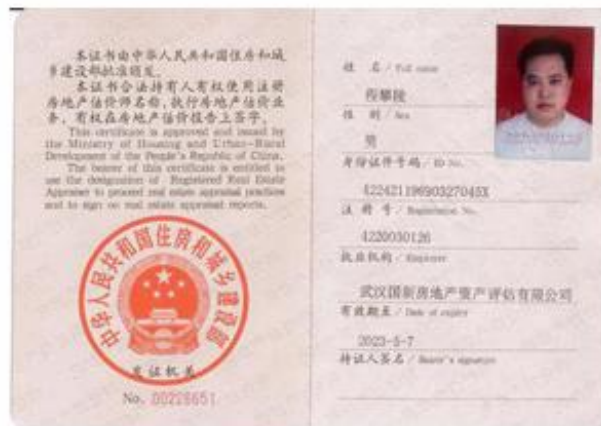 本证书由中华人民共和国住房和城
乡建设部批准颁发。
本证书合法持有人有权使用注册
房地产估价师名称，执行房地产估价业
务，有权在房地产估价报告上签字。
This certificate is approved and issued by
the Ministry of Housing and Urban-Rural
Development of the People's Republic of China.
The bearer of this certificate is entitled to
use the designation of Registered Real Estate
Appraiser to proceed real estate appraisal practices
and to sign on real estate appraisal reports.
中华人民共和国住房和城乡建设部
发证机关
No. 00226651
姓 名 / Full name
程攀陵
性 别 / Sex
男
身份证件号码 / ID No.
42242119690327045X
注 册 号 / Registration No.
4220030126
执业机构 / Employer
武汉国新房地产资产评估有限公司
有效期至 / Date of expiry
2023-5-7
持证人签名 / Bearer's signature